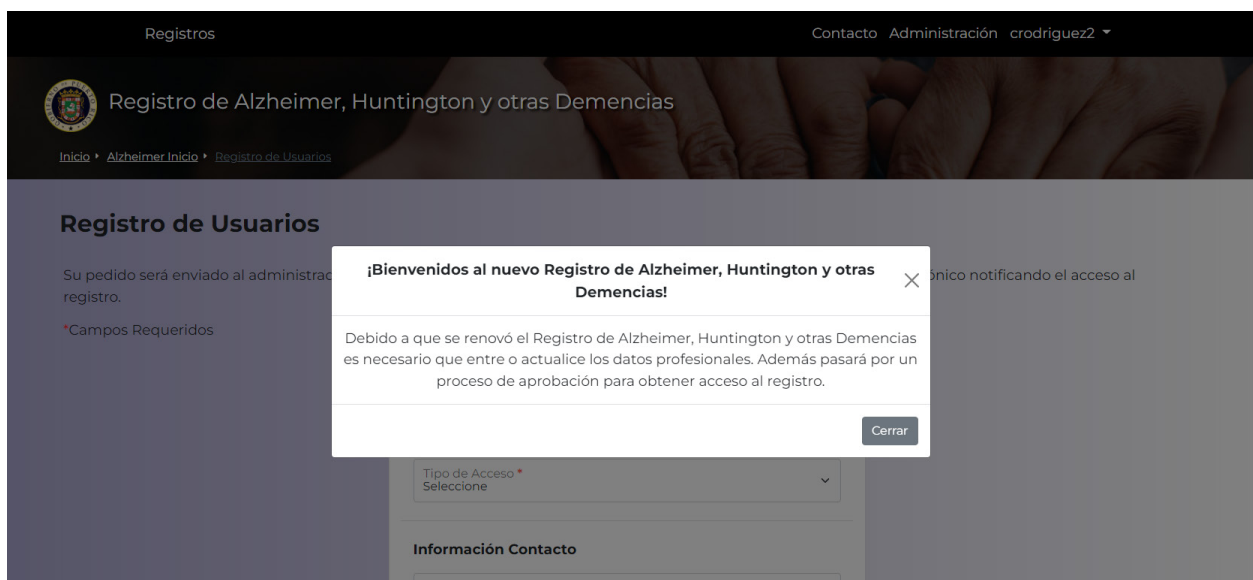 Registros
Contacto Administración crodriguez2
Registro de Alzheimer, Huntington y otras Demencias
Inicio Alzheimer Inicio Registro de Usuarios
Registro de Usuarios
Su pedido será enviado al administrad
ónico notificando el acceso al
registro.
*Campos Requeridos
¡Bienvenidos al nuevo Registro de Alzheimer, Huntington y otras
Demencias!
Debido a que se renovó el Registro de Alzheimer, Huntington y otras Demencias
es necesario que entre o actualice los datos profesionales. Además pasará por un
proceso de aprobación para obtener acceso al registro.
Cerrar
Tipo de Acceso *
Seleccione
Información Contacto